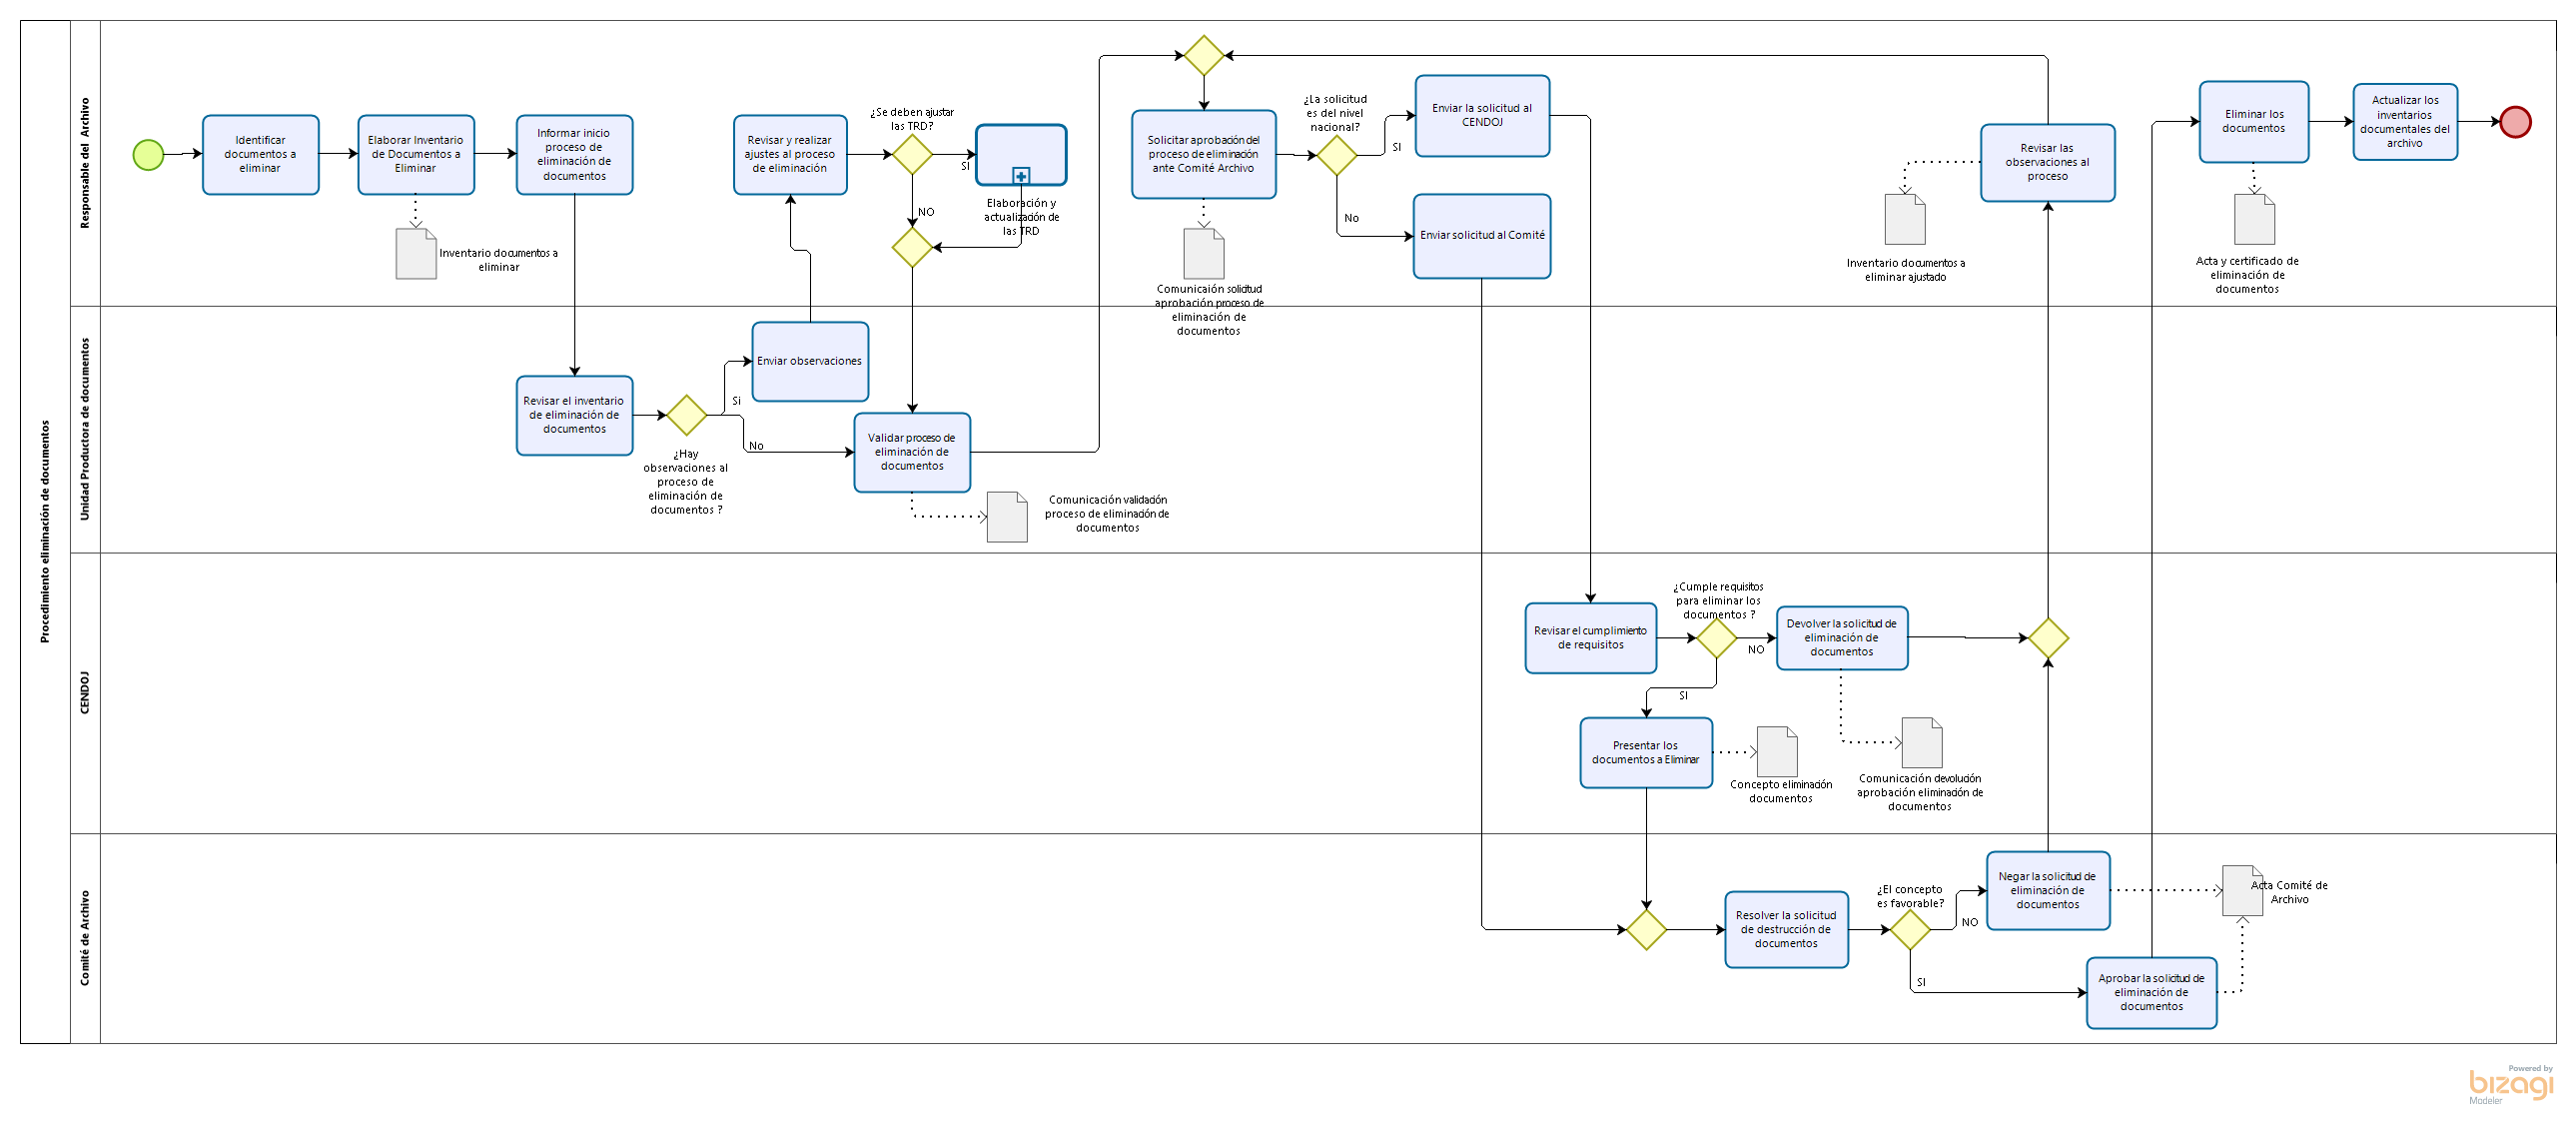 Procedimiento eliminación de documentos
Responsable del Archivo
Identificar
documentos a
eliminar
Elaborar Inventario
de Documentos a
Eliminar
Inventario documentos a
eliminar
Informar inicio
proceso de
eliminación de
documentos
Revisar y realizar
ajustes al proceso
de eliminación
¿Se deben ajustar
las TRD?
SI
NO
Elaboración y
actualización de
las TRD
Solicitar aprobación del
proceso de eliminación
ante Comité Archivo
Comunicaión solicitud
aprobación proceso de
eliminación de
documentos
¿La solicitud
es del nivel
nacional?
SI
No
Enviar la solicitud al
CENDOJ
Enviar solicitud al Comité
Revisar las
observaciones al
proceso
Inventario documentos a
eliminar ajustado
Eliminar los
documentos
Acta y certificado de
eliminación de
documentos
Actualizar los
inventarios
documentales del
archivo
Unidad Productora de documentos
Revisar el inventario
de eliminación de
documentos
¿Hay
observaciones al
proceso de
eliminación de
documentos ?
Si
No
Enviar observaciones
Validar proceso de
eliminación de
documentos
Comunicación validación
proceso de eliminación de
documentos
CENDOJ
Revisar el cumplimiento
de requisitos
¿Cumple requisitos
para eliminar los
documentos ?
NO
SI
Devolver la solicitud de
eliminación de
documentos
Presentar los
documentos a Eliminar
Concepto eliminación
documentos
Comunicación devolución
aprobación eliminación de
documentos
Comité de Archivo
Resolver la solicitud
de destrucción de
documentos
¿El concepto
es favorable?
NO
SI
Negar la solicitud de
eliminación de
documentos
Acta Comité de
Archivo
Aprobar la solicitud de
eliminación de
documentos
Powered by
bizagi
Modeler